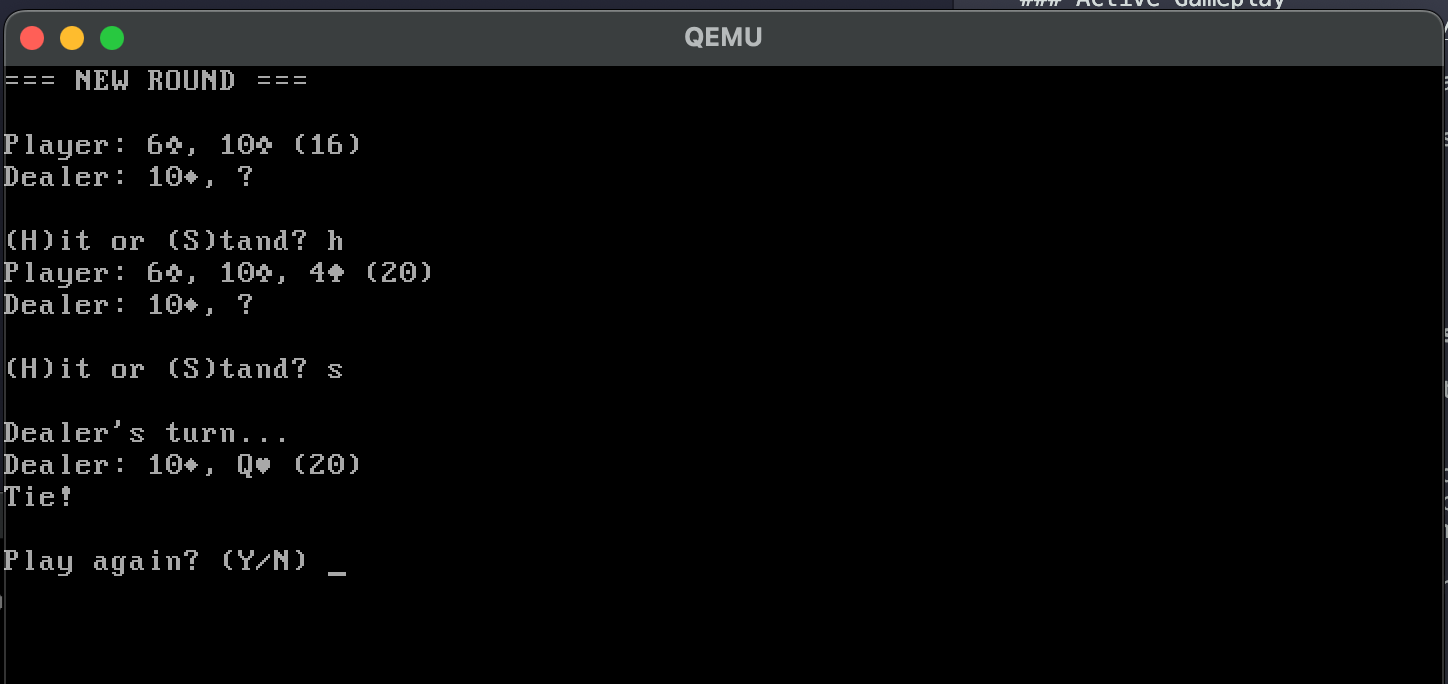 ### Active Gameplay
QEMU
=== NEW ROUND ===
Player: 6♣, 10♣ (16)
Dealer: 10♦, ?
(H)it or (S)tand? h
Player: 6♣, 10♣, 4♠ (20)
Dealer: 10♦, ?
(H)it or (S)tand? s
Dealer's turn...
Dealer: 10♦, Q♥ (20)
Tie!
Play again? (Y/N) _